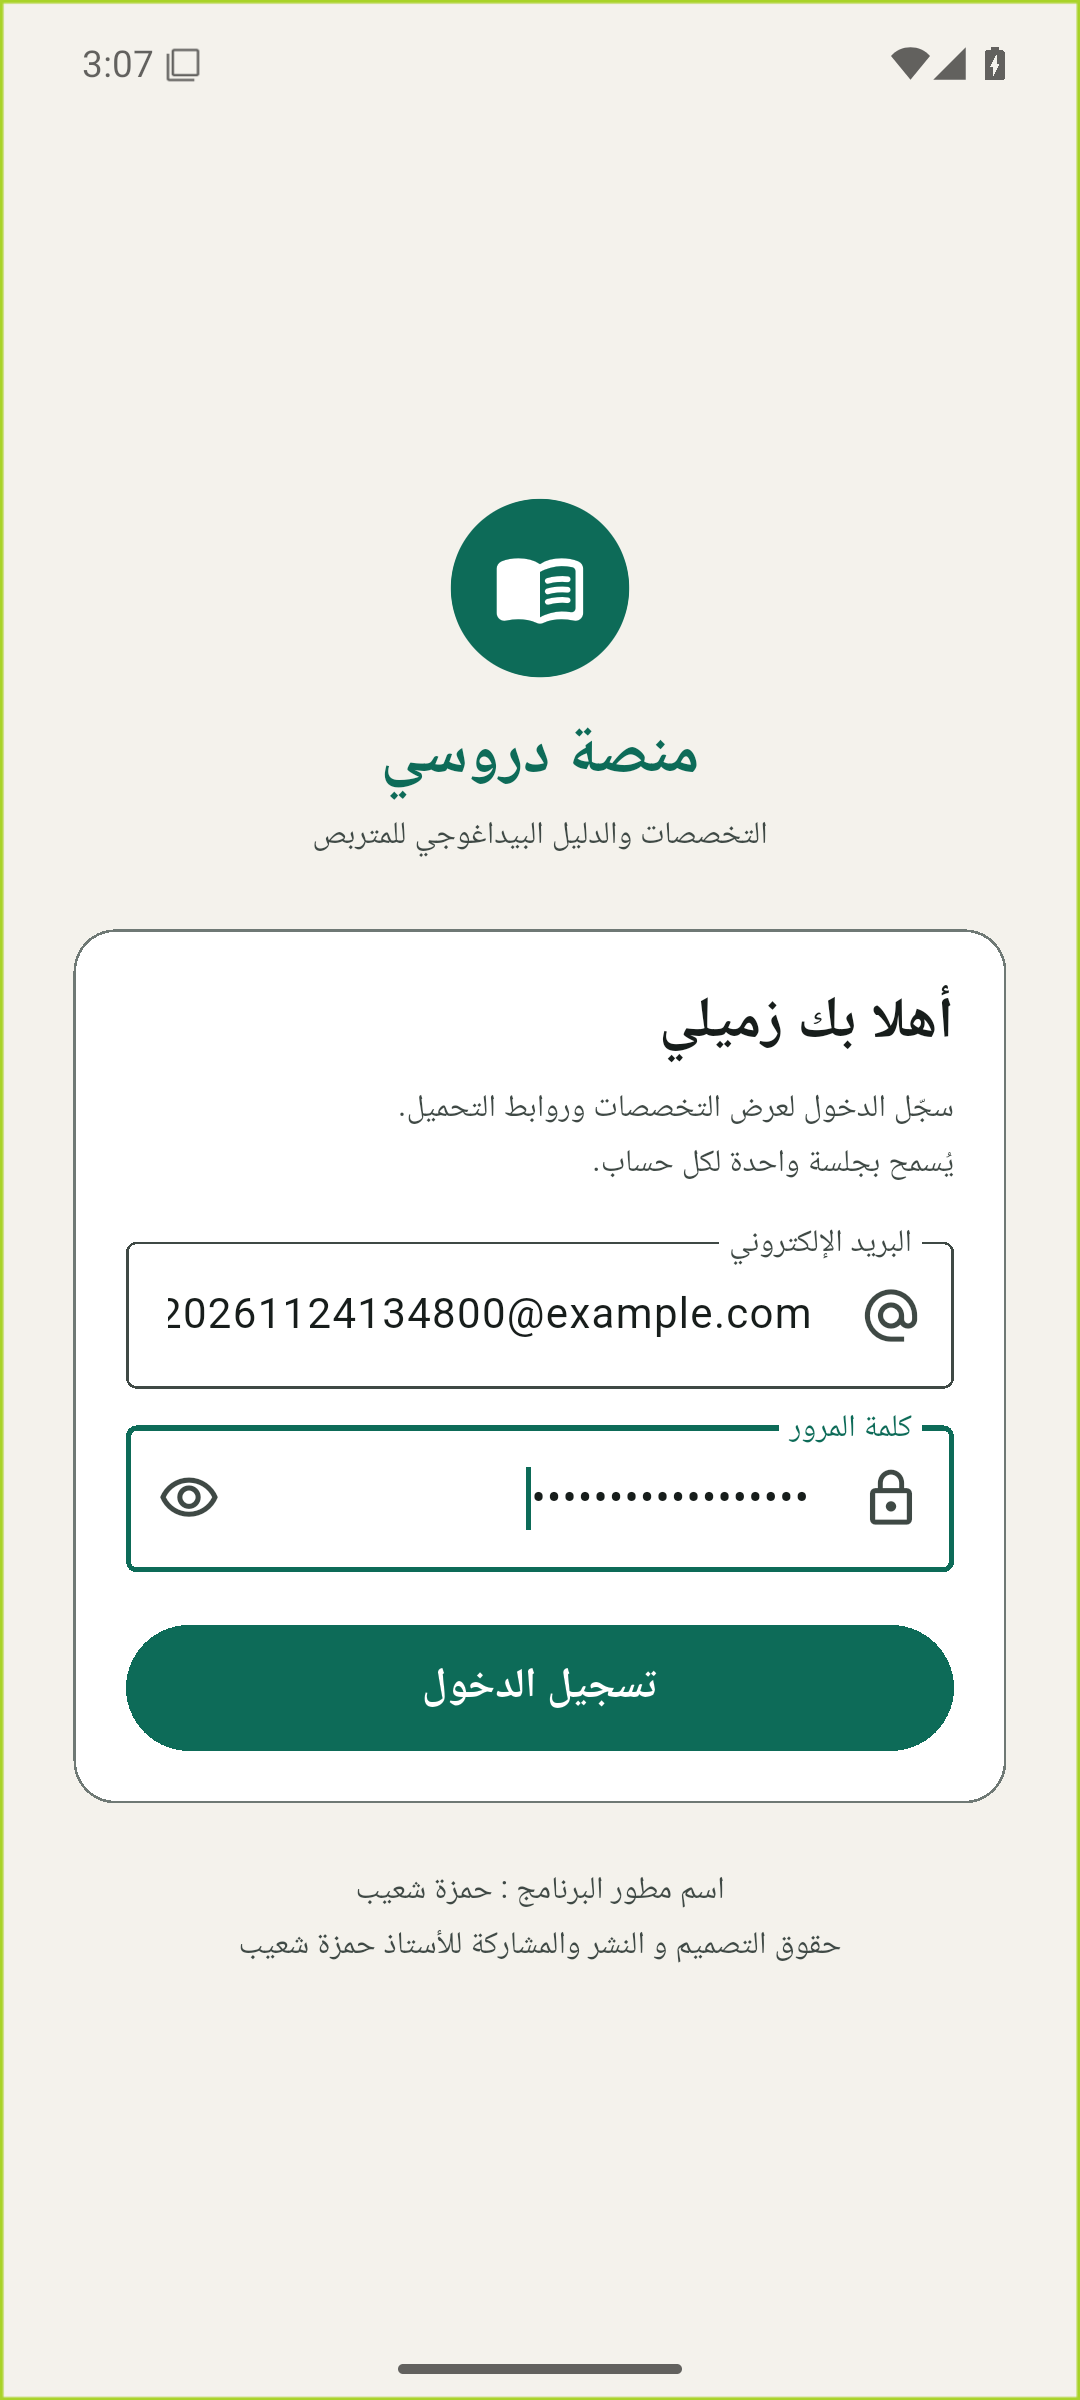 3:07
منصة دروسي
التخصصات والدليل البيداغوجي للمتربص
أهلا بك زميلي
سجّل الدخول لعرض التخصصات وروابط التحميل.
يُسمح بجلسة واحدة لكل حساب.
البريد الإلكتروني
20261124134800@example.com
كلمة المرور
••••••••••••••••••
تسجيل الدخول
اسم مطور البرنامج : حمزة شعيب
حقوق التصميم و النشر والمشاركة للأستاذ حمزة شعيب